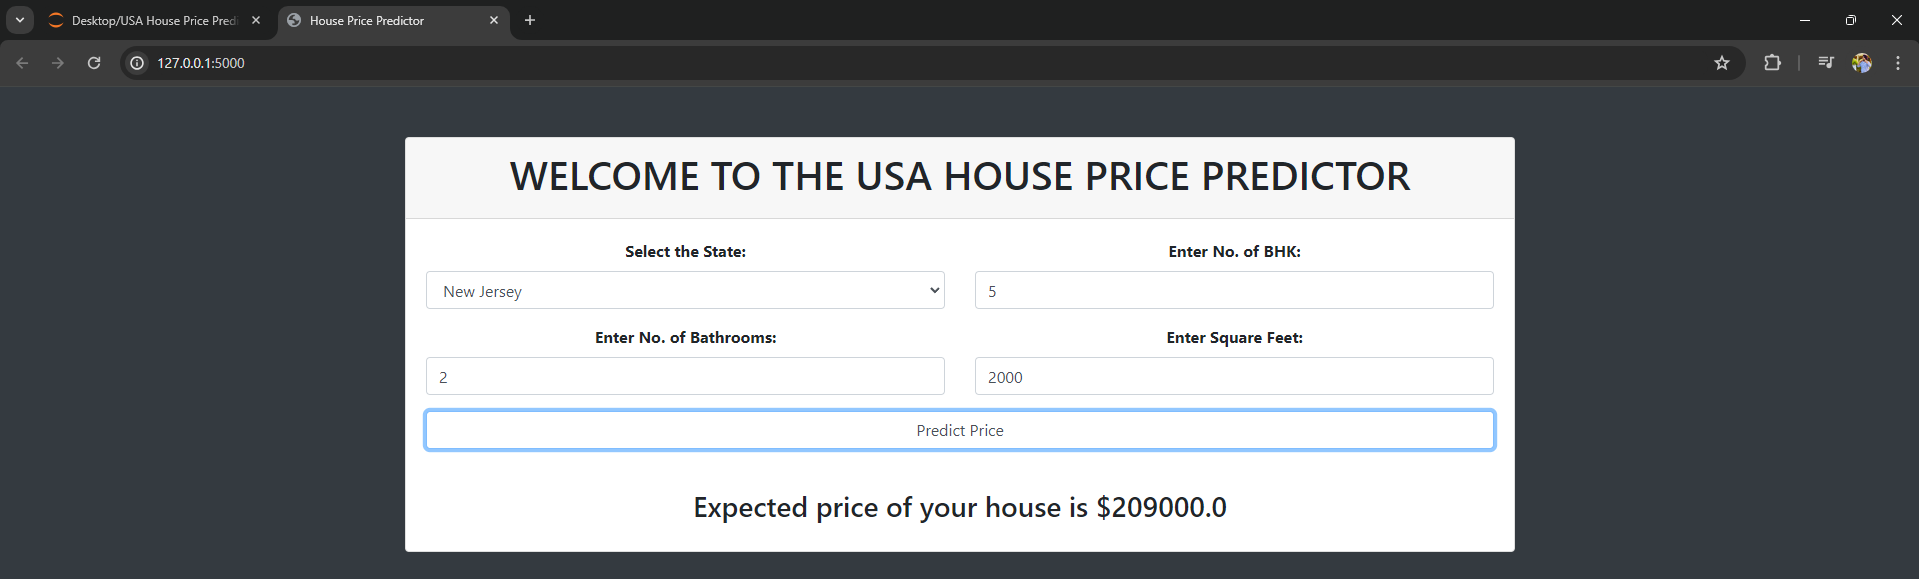 Desktop/USA House Price Predi
House Price Predictor
127.0.0.1:5000
WELCOME TO THE USA HOUSE PRICE PREDICTOR
Select the State:
Enter No. of BHK:
New Jersey
5
Enter No. of Bathrooms:
Enter Square Feet:
2
2000
Predict Price
Expected price of your house is $209000.0